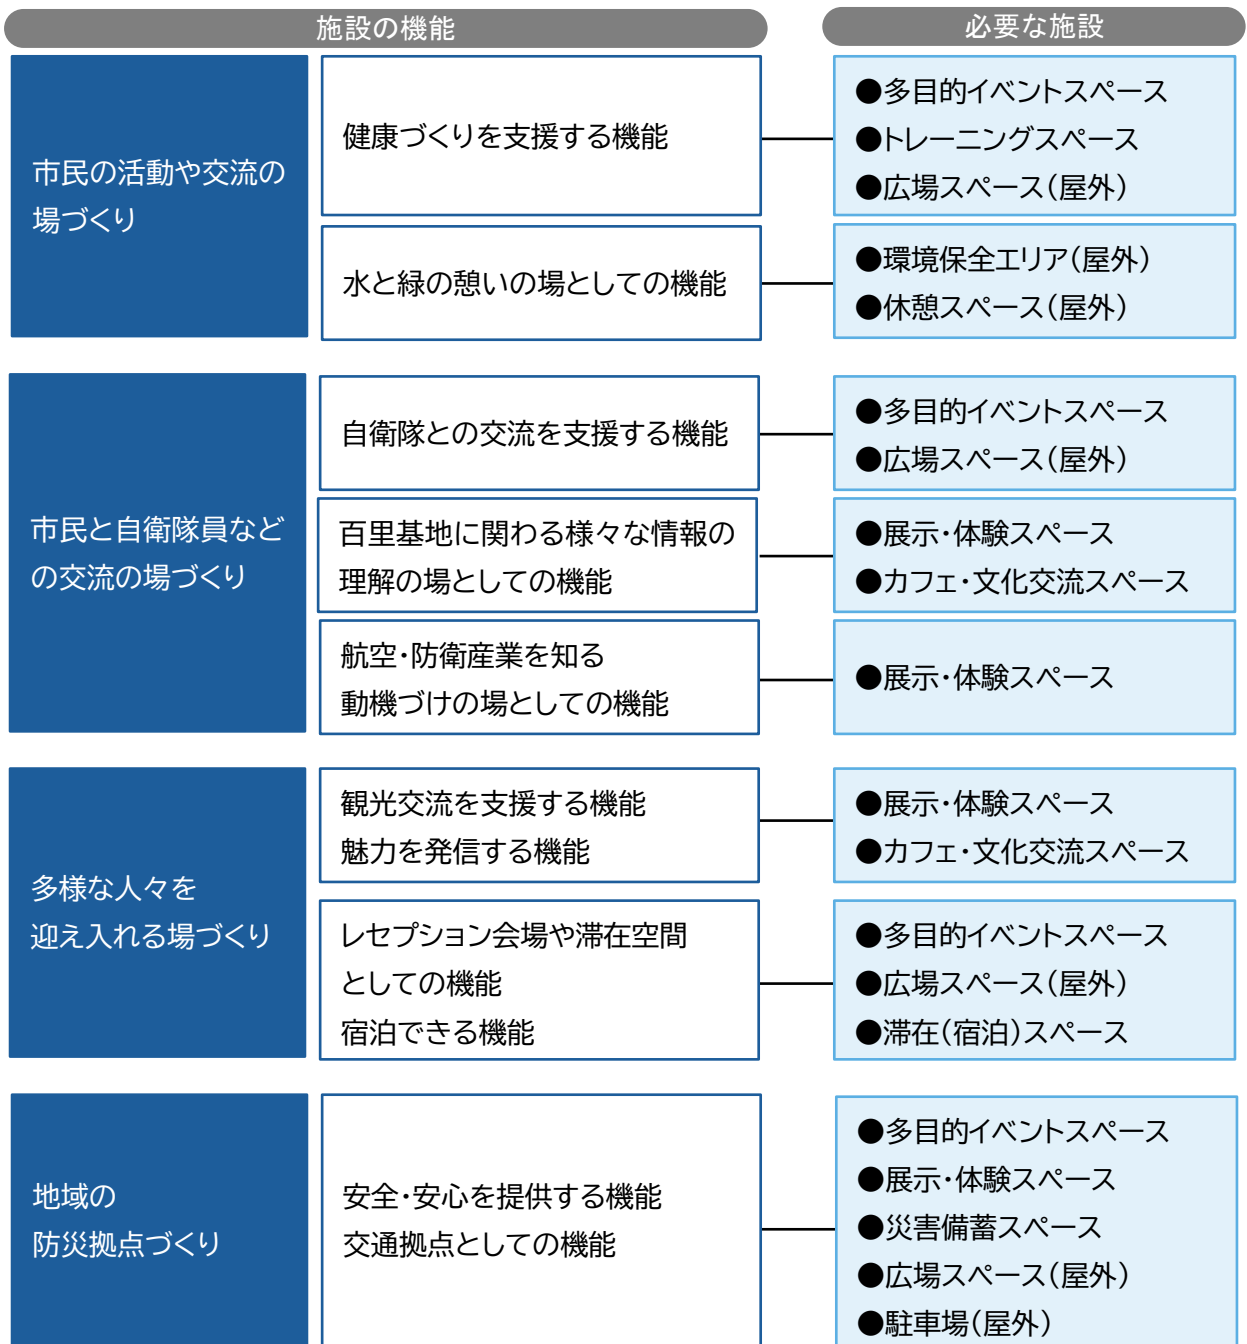 施設の機能
必要な施設
市民の活動や交流の
場づくり
健康づくりを支援する機能
●多目的イベントスペース
●トレーニングスペース
●広場スペース(屋外)
水と緑の憩いの場としての機能
●環境保全エリア(屋外)
●休憩スペース(屋外)
市民と自衛隊員など
の交流の場づくり
自衛隊との交流を支援する機能
●多目的イベントスペース
●広場スペース(屋外)
百里基地に関わる様々な情報の
理解の場としての機能
●展示・体験スペース
●カフェ・文化交流スペース
航空・防衛産業を知る
動機づけの場としての機能
●展示・体験スペース
多様な人々を
迎え入れる場づくり
観光交流を支援する機能
魅力を発信する機能
●展示・体験スペース
●カフェ・文化交流スペース
レセプション会場や滞在空間
としての機能
宿泊できる機能
●多目的イベントスペース
●広場スペース(屋外)
●滞在(宿泊)スペース
地域の
防災拠点づくり
安全・安心を提供する機能
交通拠点としての機能
●多目的イベントスペース
●展示・体験スペース
●災害備蓄スペース
●広場スペース(屋外)
●駐車場(屋外)